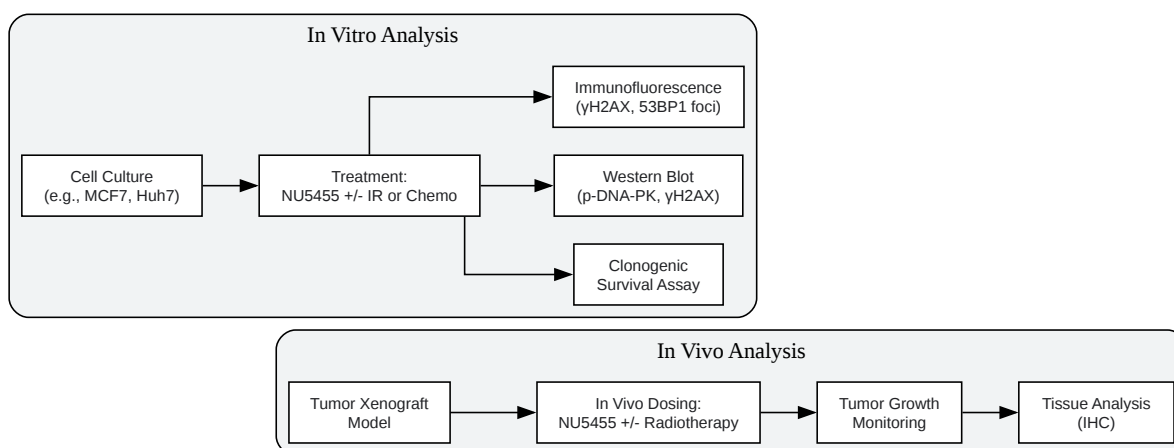 In Vitro Analysis
Immunofluorescence
(γH2AX, 53BP1 foci)
Cell Culture
(e.g., MCF7, Huh7)
Treatment:
NU5455 +/- IR or Chemo
Western Blot
(p-DNA-PK, γH2AX)
Clonogenic
Survival Assay
In Vivo Analysis
Tumor Xenograft
Model
In Vivo Dosing:
NU5455 +/- Radiotherapy
Tumor Growth
Monitoring
Tissue Analysis
(IHC)